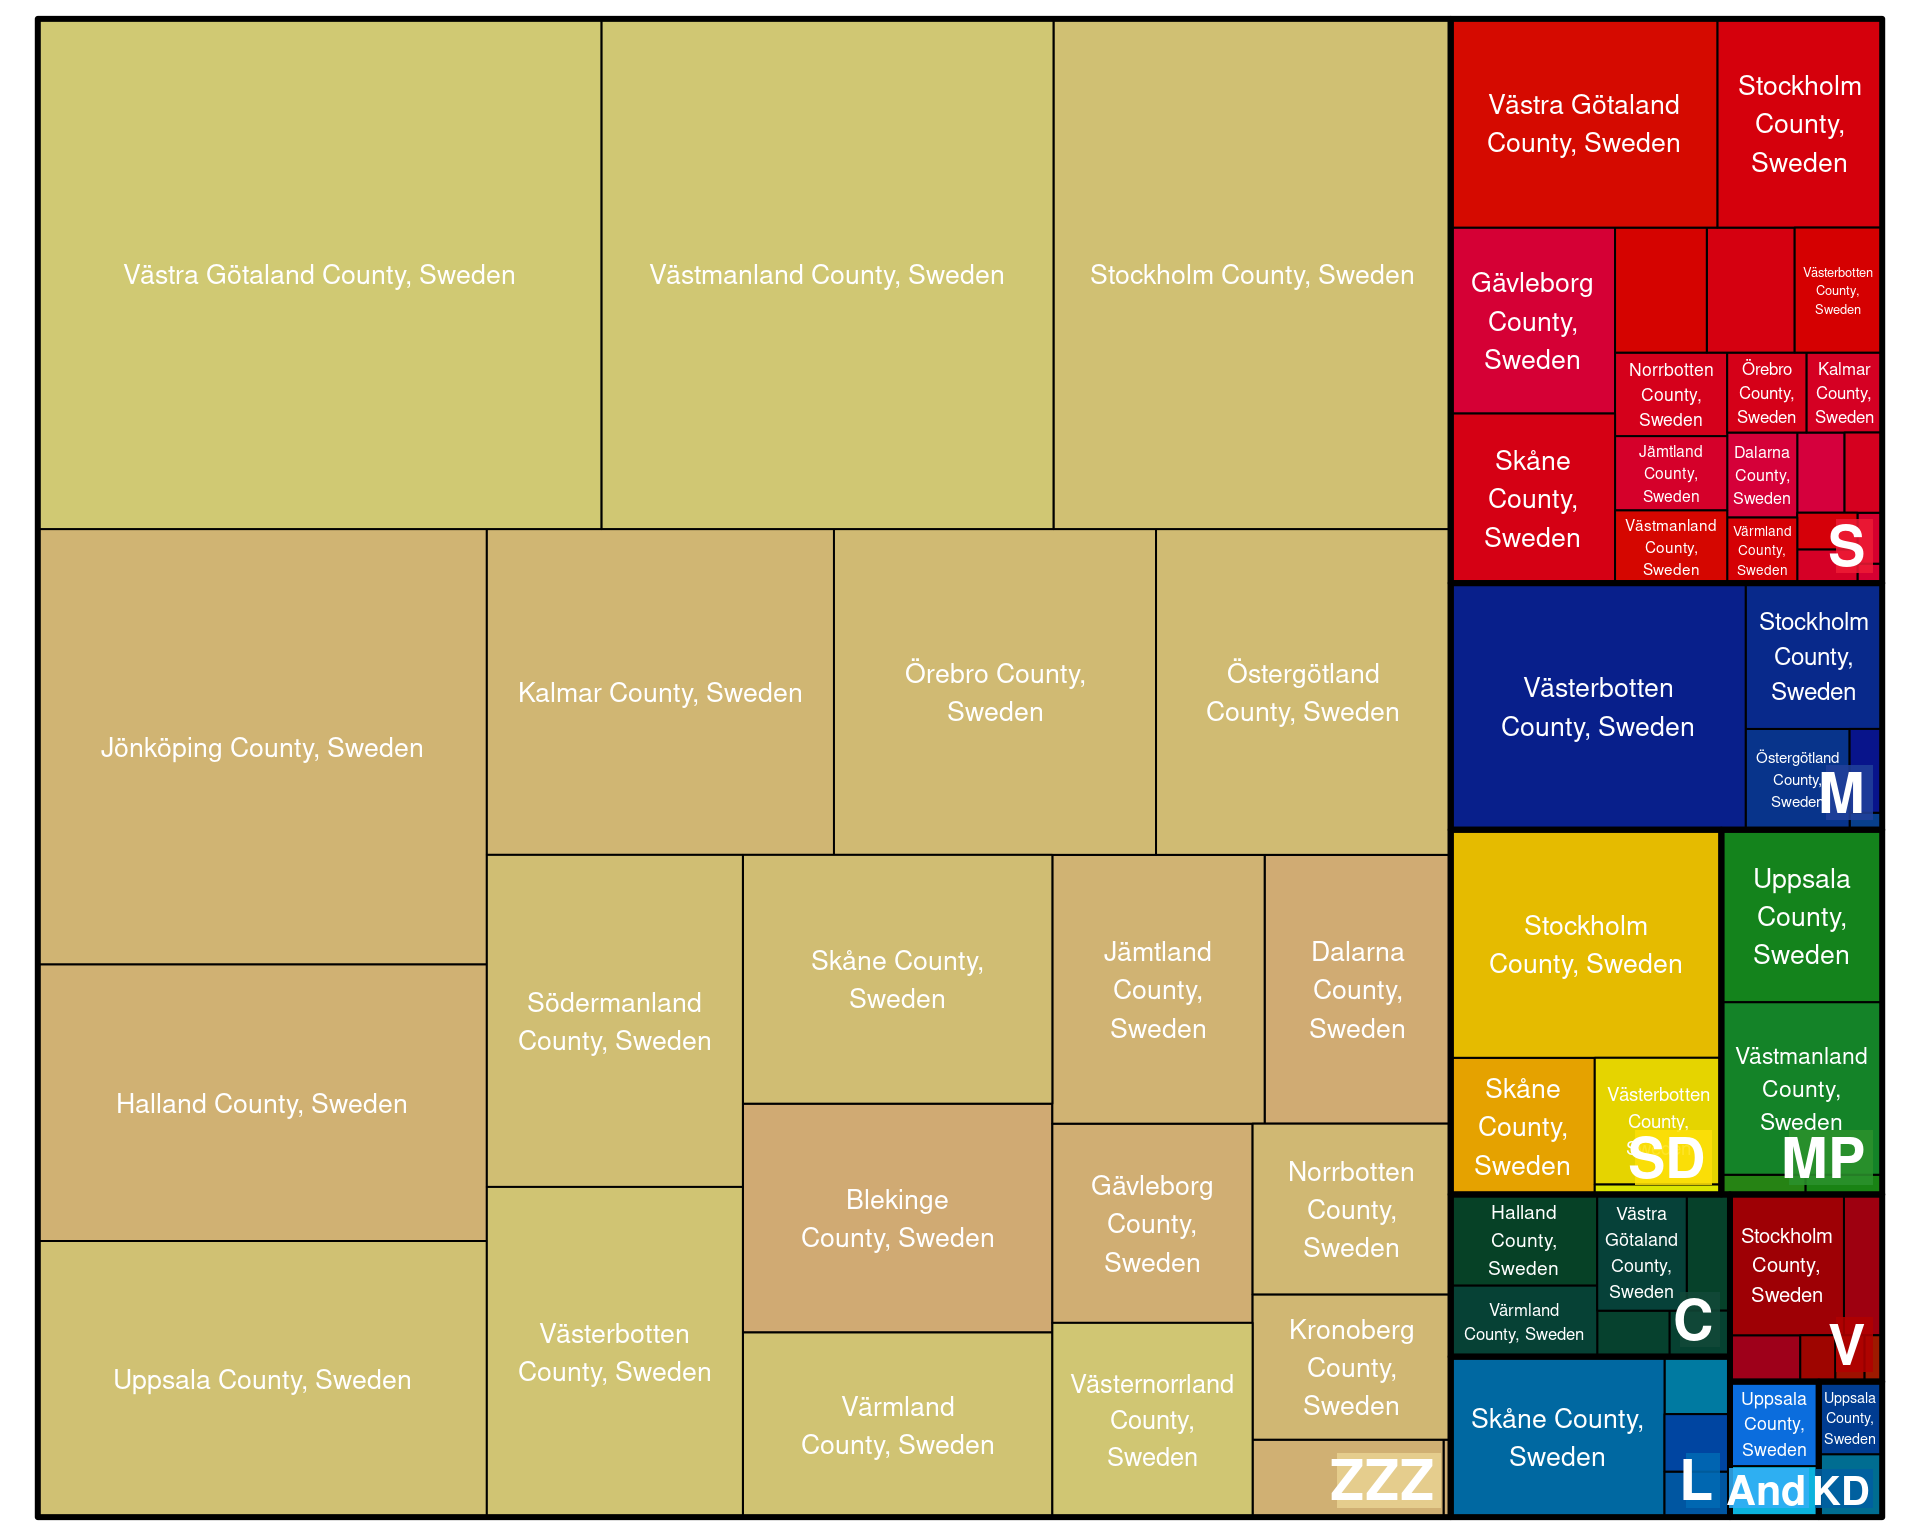 Västra Götaland County, Sweden
Västmanland County, Sweden
Stockholm County, Sweden
Jönköping County, Sweden
Kalmar County, Sweden
Örebro County,
Sweden
Östergötland
County, Sweden
Halland County, Sweden
Uppsala County, Sweden
Södermanland
County, Sweden
Skåne County,
Sweden
Jämtland
County,
Sweden
Dalarna
County,
Sweden
Västerbotten
County, Sweden
Blekinge
County, Sweden
Värmland
County, Sweden
Gävleborg
County,
Sweden
Norrbotten
County,
Sweden
Västernorrland
County,
Sweden
Kronoberg
County,
Sweden
ZZZ
Västra Götaland
County, Sweden
Stockholm
County,
Sweden
Gävleborg
County,
Sweden
Västerbotten
County,
Sweden
Skåne
County,
Sweden
Norrbotten
County,
Sweden
Örebro
County,
Sweden
Kalmar
County,
Sweden
Jämtland
County,
Sweden
Dalarna
County,
Sweden
Västmanland
County,
Sweden
Värmland
County,
Sweden
S
Västerbotten
County, Sweden
Stockholm
County,
Sweden
Östergötland
County,
Sweden
M
Stockholm
County, Sweden
Skåne
County,
Sweden
Västerbotten
County,
SD
Uppsala
County,
Sweden
Västmanland
County,
Sweden
MP
Halland
County,
Sweden
Västra
Götaland
County,
Sweden
Värmland
County, Sweden
C
Stockholm
County,
Sweden
V
Skåne County,
Sweden
L
Uppsala
County,
Sweden
And
Uppsala
County,
Sweden
KD